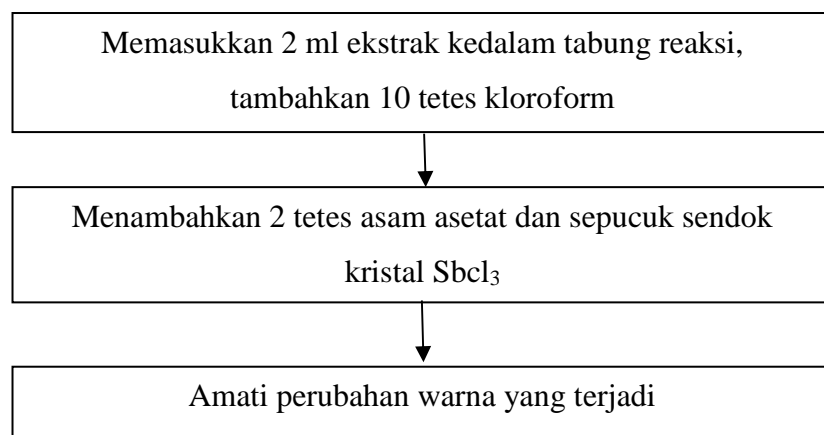 Memasukkan 2 ml ekstrak kedalam tabung reaksi,
tambahkan 10 tetes kloroform
Menambahkan 2 tetes asam asetat dan sepucuk sendok
kristal Sbcl₃
Amati perubahan warna yang terjadi